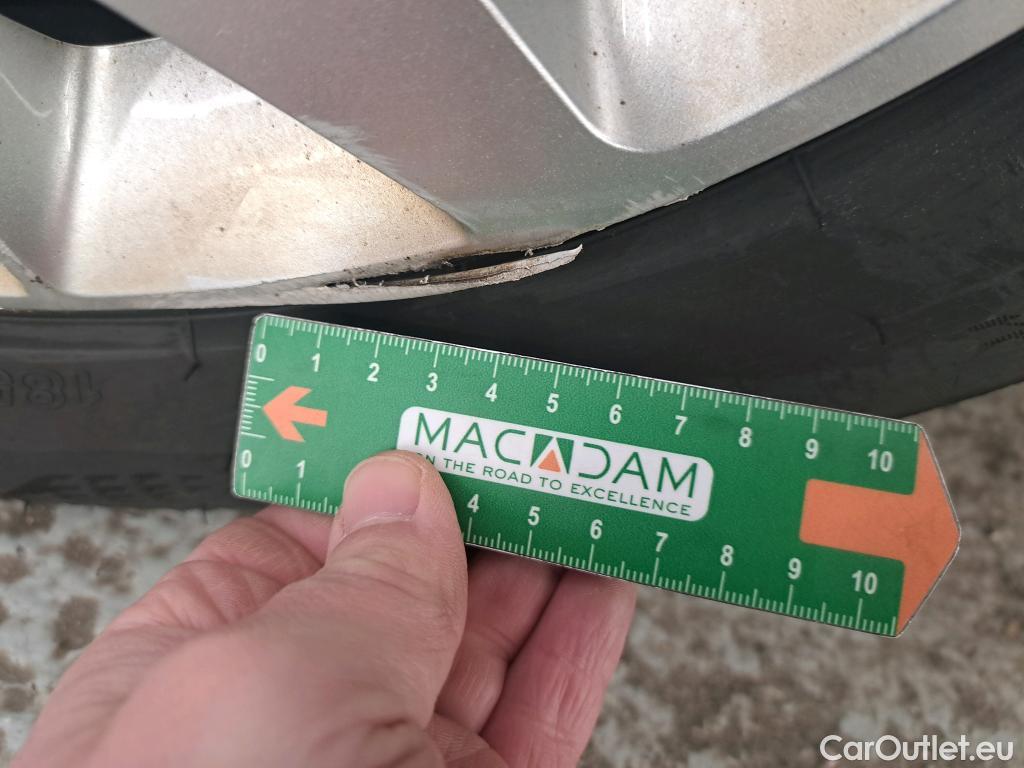 0 1 2 3 4 5 6 7 8 9 10
MACADAM
ON THE ROAD TO EXCELLENCE
0 1 4 5 6 7 8 9 10
CarOutlet.eu